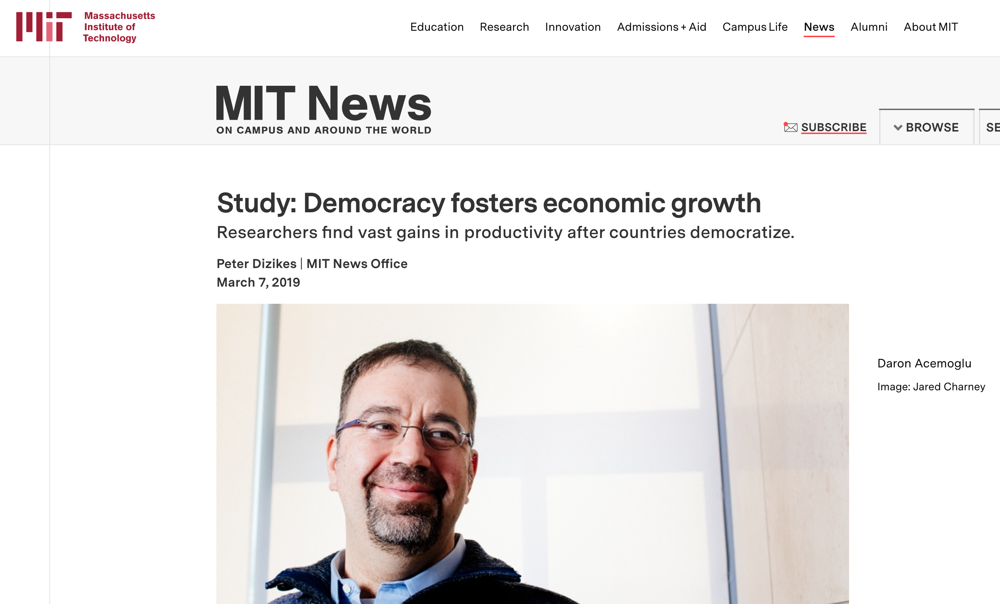 Massachusetts
Institute of
Technology
Education Research Innovation Admissions + Aid Campus Life News Alumni About MIT
MIT News
ON CAMPUS AND AROUND THE WORLD
SUBSCRIBE BROWSE SE
Study: Democracy fosters economic growth
Researchers find vast gains in productivity after countries democratize.
Peter Dizikes | MIT News Office
March 7, 2019
Daron Acemoglu
Image: Jared Charney